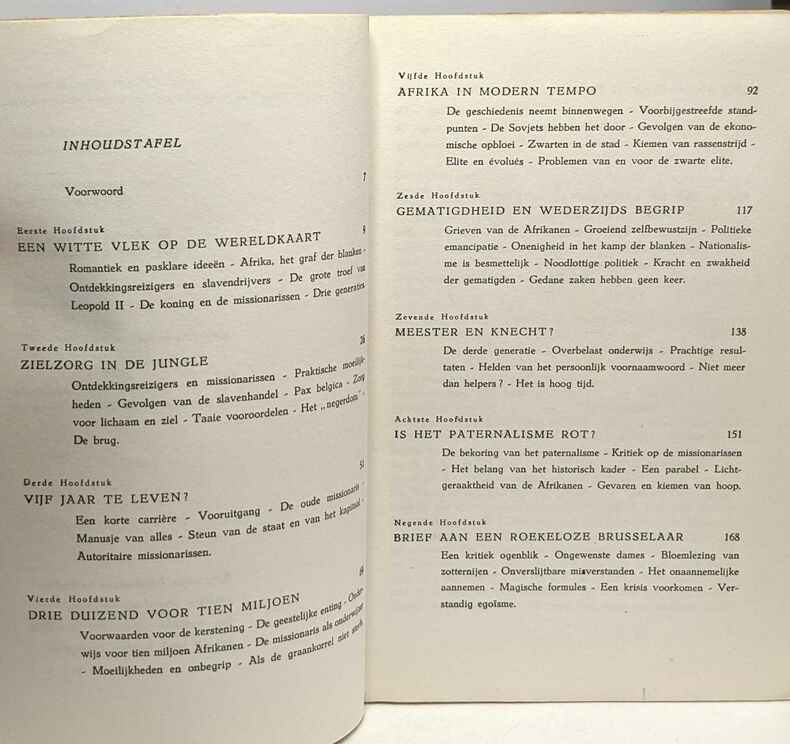 INHOUDSTAFEL
7
Voorwoord
Eerste Hoofdstuk
EEN WITTE VLEK OP DE WERELDKAART 9
Romantiek en pasklare ideeën - Afrika, het graf der blanken -
Ontdekkingsreizigers en slavendrijvers - De grote troef van
Leopold II - De koning en de missionarissen - Drie generaties
Tweede Hoofdstuk
ZIELZORG IN DE JUNGLE 26
Ontdekkingsreizigers en missionarissen - Praktische moeilijk-
heden - Gevolgen van de slavenhandel - Pax belgica - Zorg
voor lichaam en ziel - Taaie vooroordelen - Het „negerdom" -
De brug.
Derde Hoofdstuk
VIJF JAAR TE LEVEN? 51
Een korte carrière - Vooruitgang - De oude missionaris -
Manusje van alles - Steun van de staat en van het kapitaal -
Autoritaire missionarissen.
Vierde Hoofdstuk
DRIE DUIZEND VOOR TIEN MILJOEN
Voorwaarden voor de kerstening - De geestelijke enting - Onder-
wijs voor tien miljoen Afrikanen - De missionaris als onderwijzer
- Moeilijkheden en onbegrip - Als de graankorrel niet sterft.
Vijfde Hoofdstuk
AFRIKA IN MODERN TEMPO 92
De geschiedenis neemt binnenwegen - Voorbijgestreefde stand-
punten - De Sovjets hebben het door - Gevolgen van de ekono-
mische opbloei - Zwarten in de stad - Kiemen van rassenstrijd -
Elite en évolués - Problemen van en voor de zwarte elite.
Zesde Hoofdstuk
GEMATIGDHEID EN WEDERZIJDS BEGRIP 117
Grieven van de Afrikanen - Groeiend zelfbewustzijn - Politieke
emancipatie - Onenigheid in het kamp der blanken - Nationalis-
me is besmettelijk - Noodlottige politiek - Kracht en zwakheid
der gematigden - Gedane zaken hebben geen keer.
Zevende Hoofdstuk
MEESTER EN KNECHT? 138
De derde generatie - Overbelast onderwijs - Prachtige resul-
taten - Helden van het persoonlijk voornaamwoord - Niet meer
dan helpers? - Het is hoog tijd.
Achtste Hoofdstuk
IS HET PATERNALISME ROT? 151
De bekoring van het paternalisme - Kritiek op de missionarissen
- Het belang van het historisch kader - Een parabel - Licht-
geraaktheid van de Afrikanen - Gevaren en kiemen van hoop.
Negende Hoofdstuk
BRIEF AAN EEN ROEKELOZE BRUSSELAAR 168
Een kritiek ogenblik - Ongewenste dames - Bloemlezing van
zotternijen - Onverslijtbare misverstanden - Het onaannemelijke
aannemen - Magische formules - Een krisis voorkomen - Ver-
standig egoïsme.